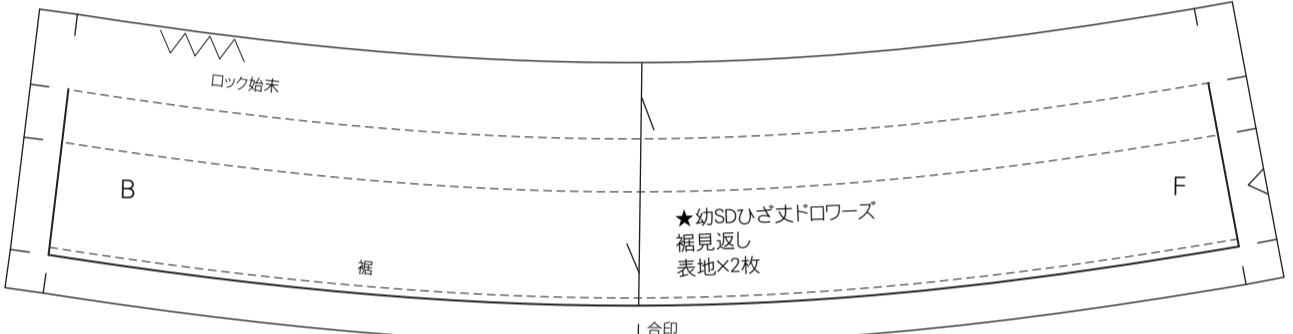 ロック始末
B
F
★幼SDひざ丈ドロワーズ
裾見返し
表地×2枚
裾
合印